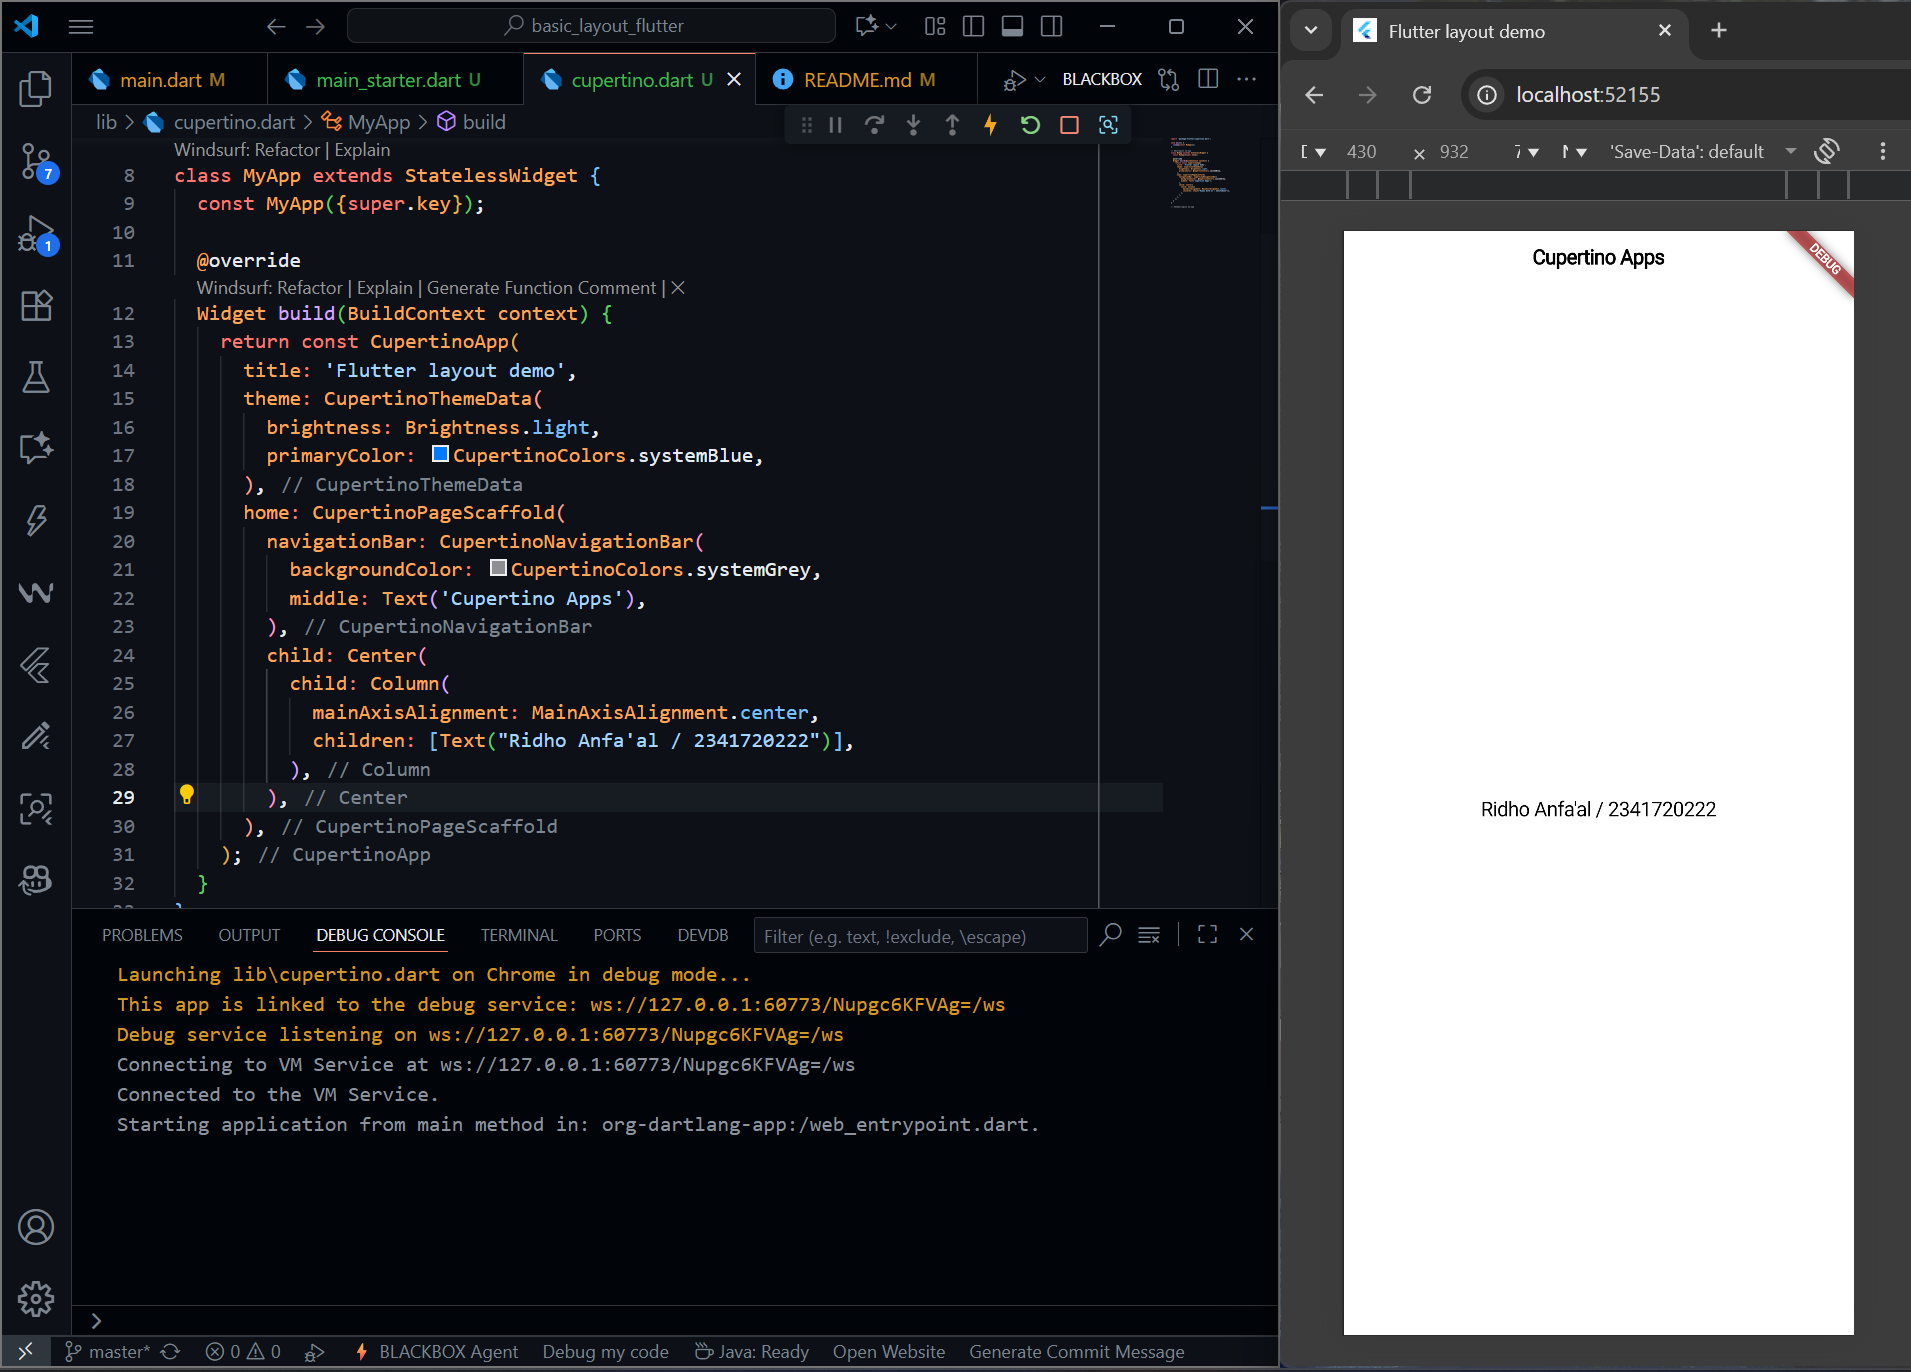 basic_layout_flutter
main.dart M
main_starter.dart U
cupertino.dart U
README.md M
BLACKBOX
lib > cupertino.dart > MyApp > build
Windsurf: Refactor | Explain
8 class MyApp extends StatelessWidget {
9 const MyApp({super.key});
10
11 @override
Windsurf: Refactor | Explain | Generate Function Comment | ×
12 Widget build(BuildContext context) {
13 return const CupertinoApp(
14 title: 'Flutter layout demo',
15 theme: CupertinoThemeData(
16 brightness: Brightness.light,
17 primaryColor: CupertinoColors.systemBlue,
18 ), // CupertinoThemeData
19 home: CupertinoPageScaffold(
20 navigationBar: CupertinoNavigationBar(
21 backgroundColor: CupertinoColors.systemGrey,
22 middle: Text('Cupertino Apps'),
23 ), // CupertinoNavigationBar
24 child: Center(
25 child: Column(
26 mainAxisAlignment: MainAxisAlignment.center,
27 children: [Text("Ridho Anfa'al / 2341720222")],
28 ), // Column
29 ), // Center
30 ), // CupertinoPageScaffold
31 ); // CupertinoApp
32 }
7
1
PROBLEMS OUTPUT DEBUG CONSOLE TERMINAL PORTS DEVDB
Filter (e.g. text, !exclude, \escape)
Launching lib\cupertino.dart on Chrome in debug mode...
This app is linked to the debug service: ws://127.0.0.1:60773/Nupgc6KFVAg=/ws
Debug service listening on ws://127.0.0.1:60773/Nupgc6KFVAg=/ws
Connecting to VM Service at ws://127.0.0.1:60773/Nupgc6KFVAg=/ws
Connected to the VM Service.
Starting application from main method in: org-dartlang-app:/web_entrypoint.dart.
master* 0 0 BLACKBOX Agent Debug my code Java: Ready Open Website Generate Commit Message
Flutter layout demo
localhost:52155
430 × 932 'Save-Data': default
Cupertino Apps
DEBUG
Ridho Anfa'al / 2341720222